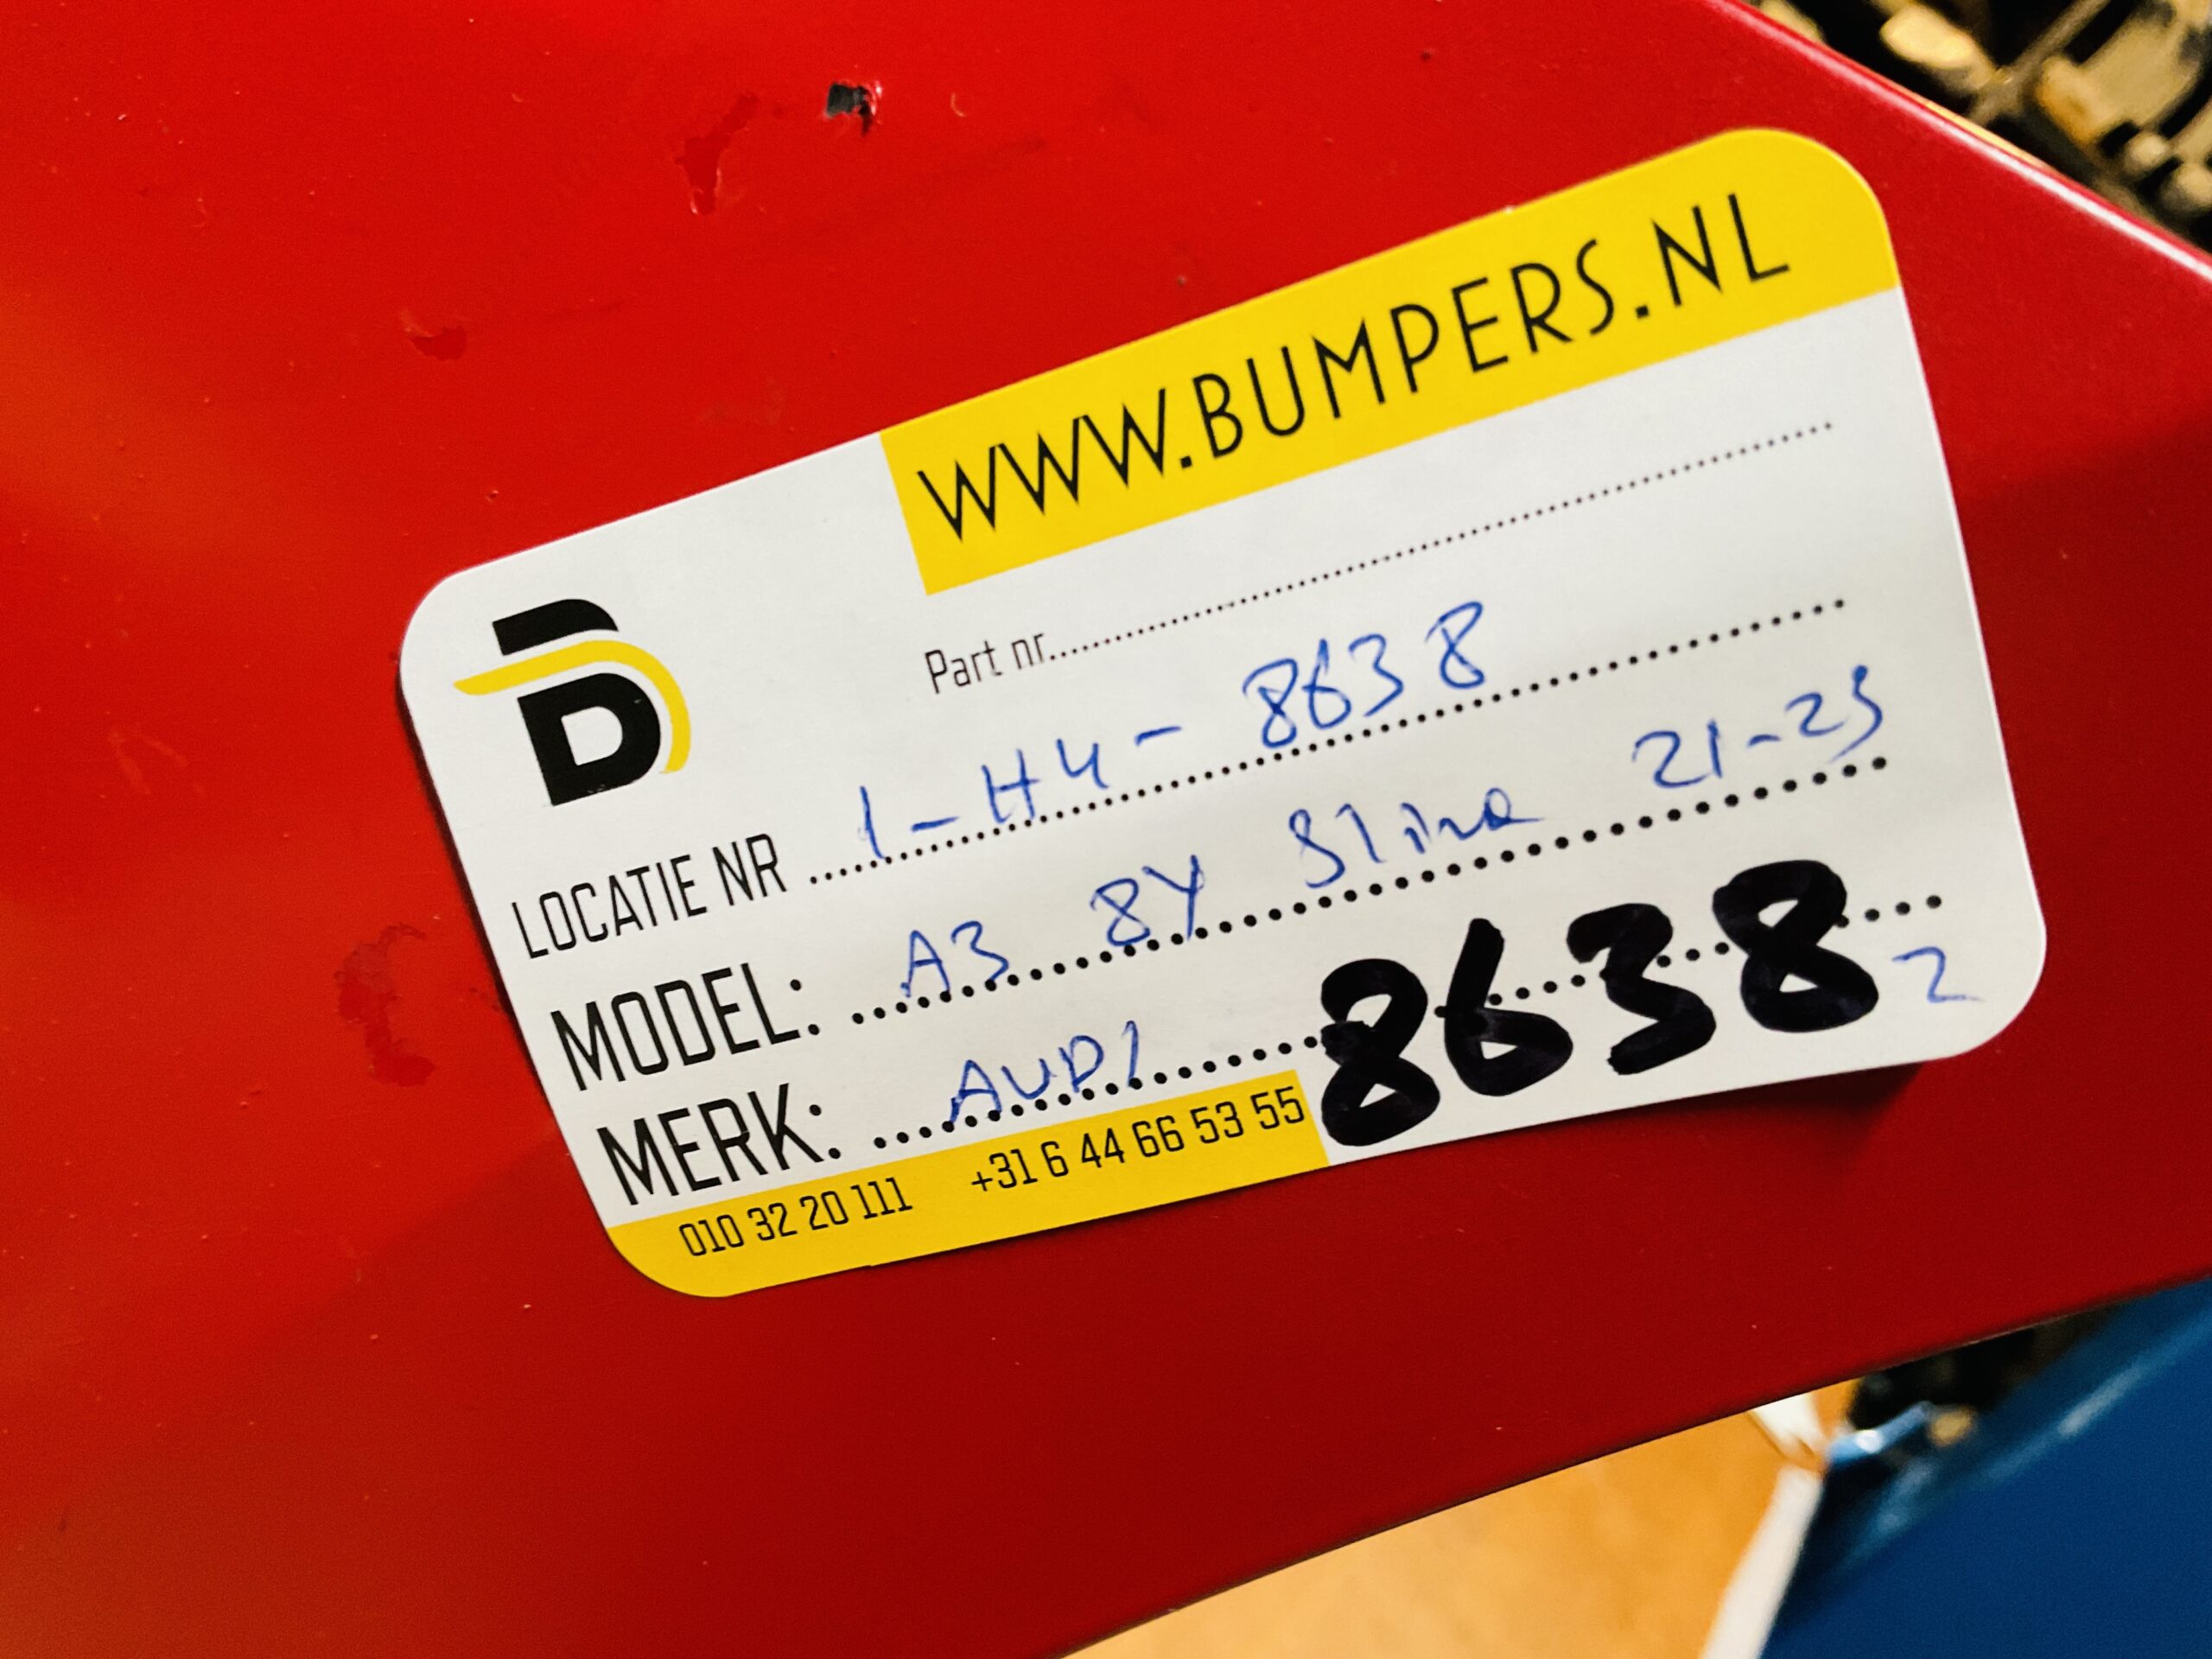 WWW.BUMPERS.NL
Part nr..........
LOCATIE NR 1-H4-8638
MODEL: A3 8Y Sline 21-25
MERK: AUDI
8638
2
010 32 20 111 +31 6 44 66 53 55